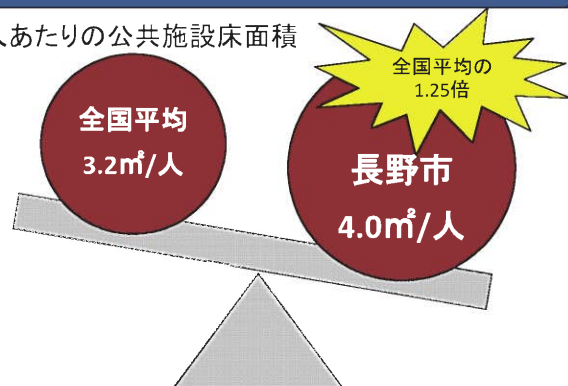 人あたりの公共施設床面積
全国平均の
1.25倍
全国平均
3.2㎡/人
長野市
4.0㎡/人